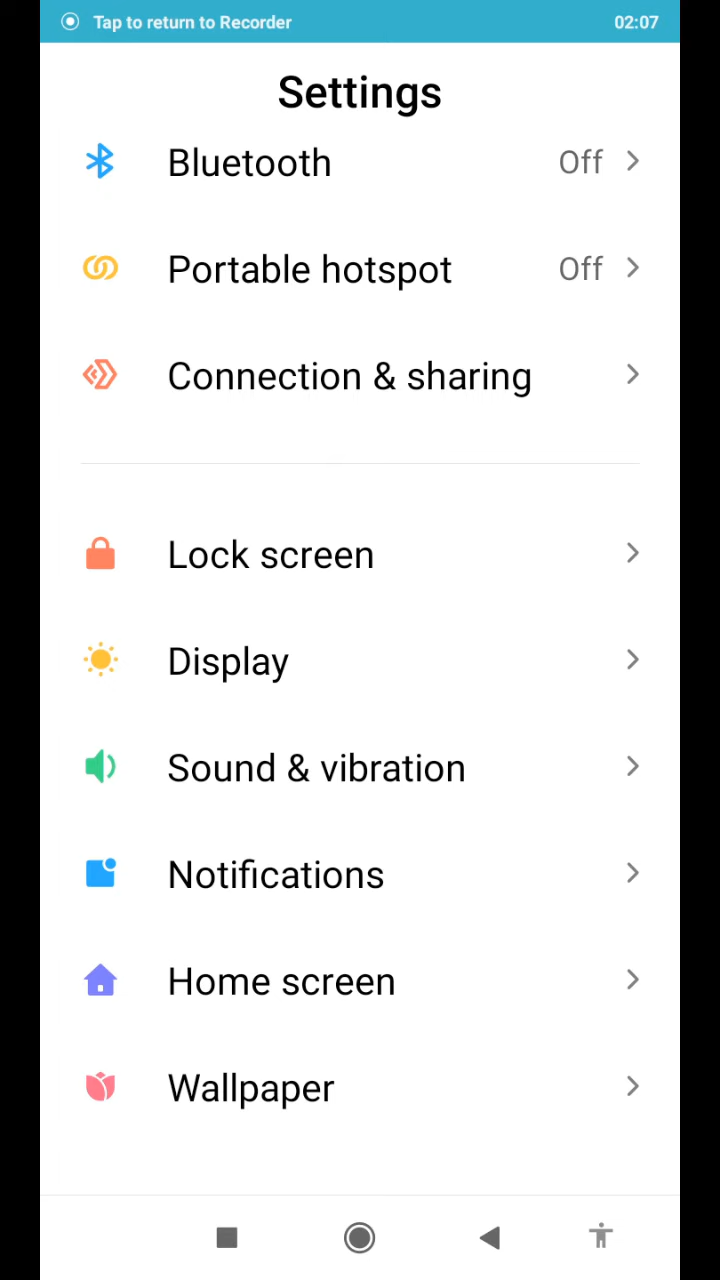 Tap to return to Recorder 02:07
Settings
Bluetooth Off
Portable hotspot Off
Connection & sharing
Lock screen
Display
Sound & vibration
Notifications
Home screen
Wallpaper